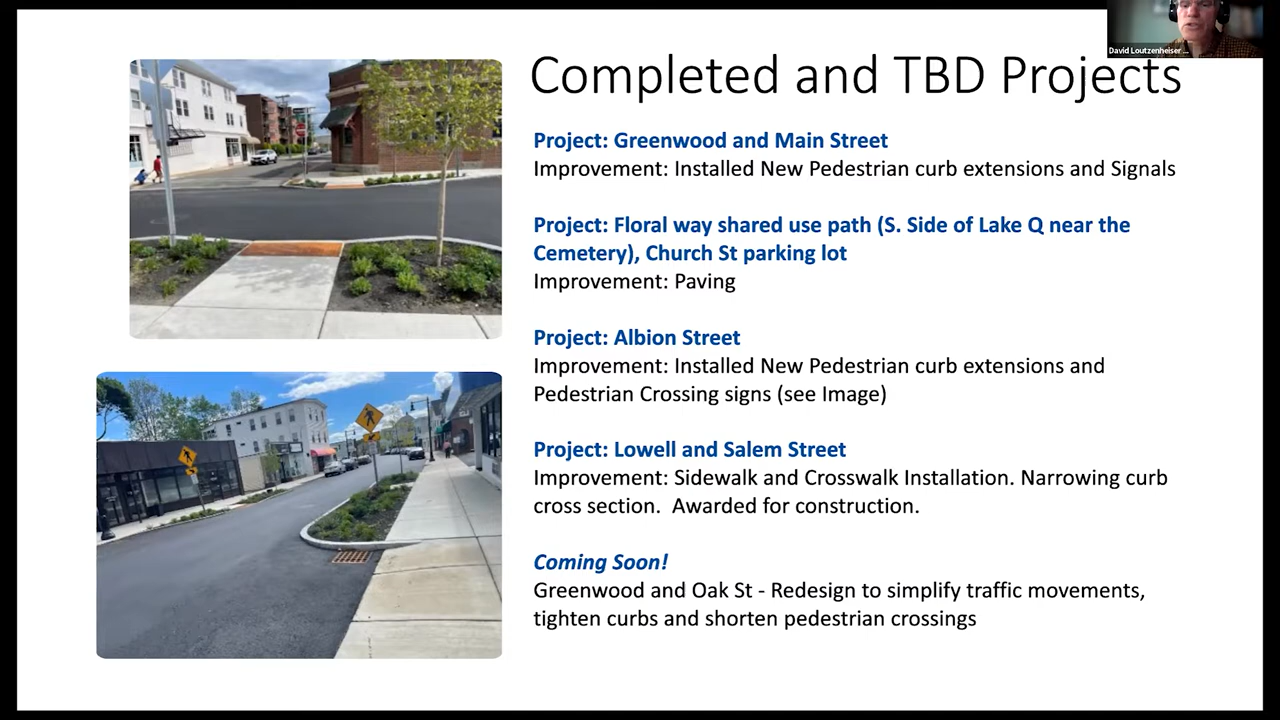 David Loutzenheiser ...
Completed and TBD Projects
Project: Greenwood and Main Street
Improvement: Installed New Pedestrian curb extensions and Signals
Project: Floral way shared use path (S. Side of Lake Q near the
Cemetery), Church St parking lot
Improvement: Paving
Project: Albion Street
Improvement: Installed New Pedestrian curb extensions and
Pedestrian Crossing signs (see Image)
Project: Lowell and Salem Street
Improvement: Sidewalk and Crosswalk Installation. Narrowing curb
cross section.  Awarded for construction.
Coming Soon!
Greenwood and Oak St - Redesign to simplify traffic movements,
tighten curbs and shorten pedestrian crossings